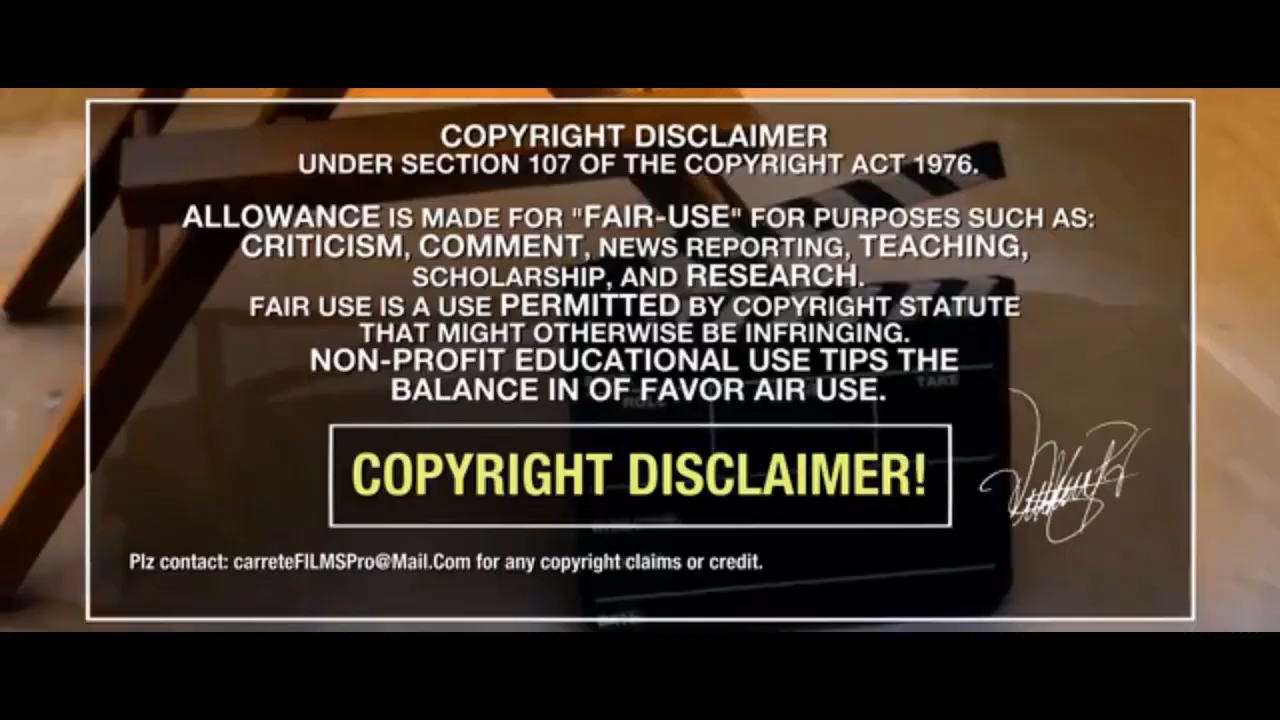 COPYRIGHT DISCLAIMER
UNDER SECTION 107 OF THE COPYRIGHT ACT 1976.
ALLOWANCE IS MADE FOR "FAIR-USE" FOR PURPOSES SUCH AS:
CRITICISM, COMMENT, NEWS REPORTING, TEACHING,
SCHOLARSHIP, AND RESEARCH.
FAIR USE IS A USE PERMITTED BY COPYRIGHT STATUTE
THAT MIGHT OTHERWISE BE INFRINGING.
NON-PROFIT EDUCATIONAL USE TIPS THE
BALANCE IN OF FAVOR AIR USE.
TAKE
COPYRIGHT DISCLAIMER!
Plz contact: carreteFILMSPro@Mail.Com for any copyright claims or credit.
DATE